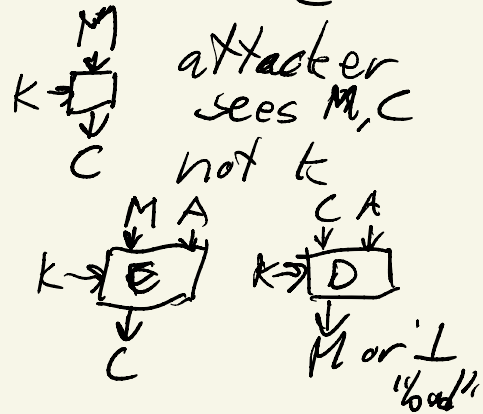 M
attacker
K
sees M, C
C
not k
M A
C A
K
E
K
D
C
M or ⊥
"bad"